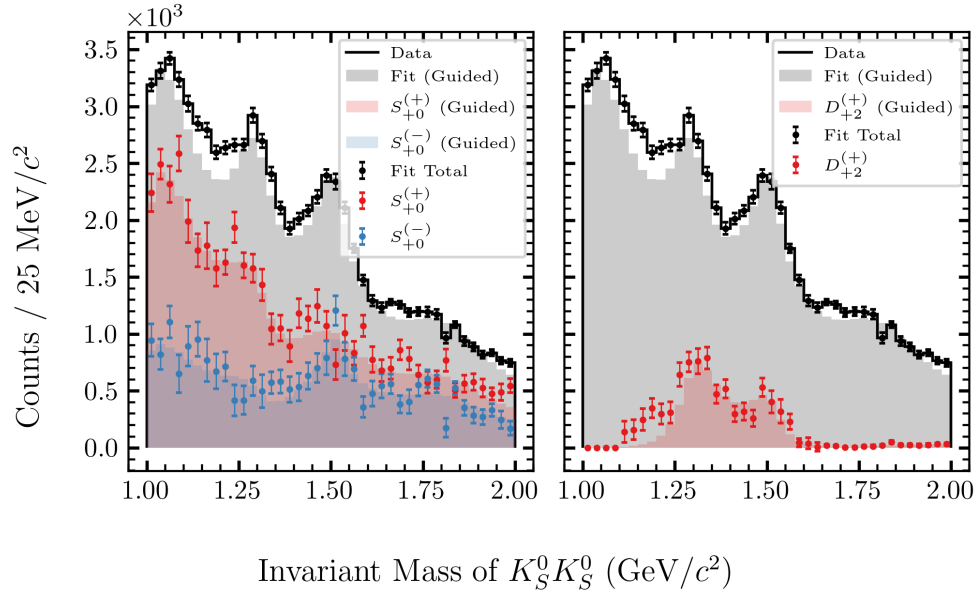 ×10³
Counts / 25 MeV/c²
3.5
3.0
2.5
2.0
1.5
1.0
0.5
0.0
Data
Fit (Guided)
S₊₀⁽⁺⁾ (Guided)
S₊₀⁽⁻⁾ (Guided)
Fit Total
S₊₀⁽⁺⁾
S₊₀⁽⁻⁾
1.00 1.25 1.50 1.75 2.00
Data
Fit (Guided)
D₊₂⁽⁺⁾ (Guided)
Fit Total
D₊₂⁽⁺⁾
1.00 1.25 1.50 1.75 2.00
Invariant Mass of K⁰_S K⁰_S (GeV/c²)